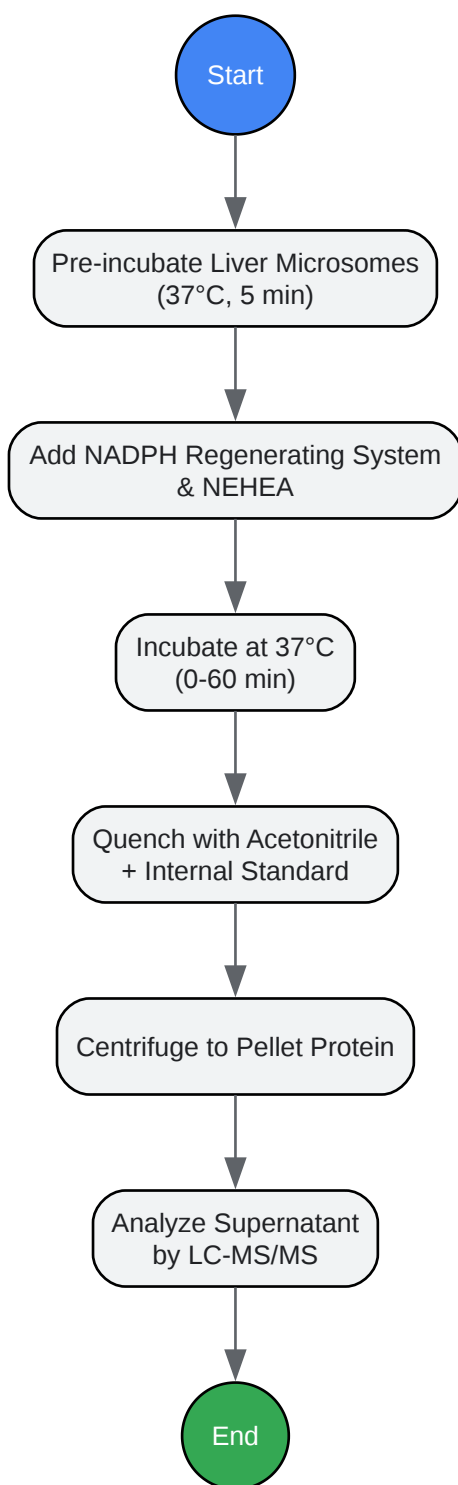 Start
Pre-incubate Liver Microsomes
(37°C, 5 min)
Add NADPH Regenerating System
& NEHEA
Incubate at 37°C
(0-60 min)
Quench with Acetonitrile
+ Internal Standard
Centrifuge to Pellet Protein
Analyze Supernatant
by LC-MS/MS
End